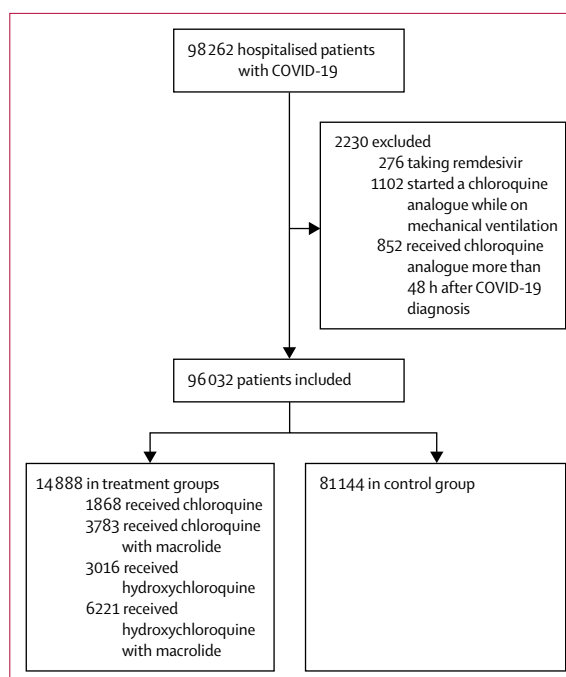 98 262 hospitalised patients
with COVID-19
2230 excluded
276 taking remdesivir
1102 started a chloroquine
analogue while on
mechanical ventilation
852 received chloroquine
analogue more than
48 h after COVID-19
diagnosis
96 032 patients included
14 888 in treatment groups
1868 received chloroquine
3783 received chloroquine
with macrolide
3016 received
hydroxychloroquine
6221 received
hydroxychloroquine
with macrolide
81 144 in control group